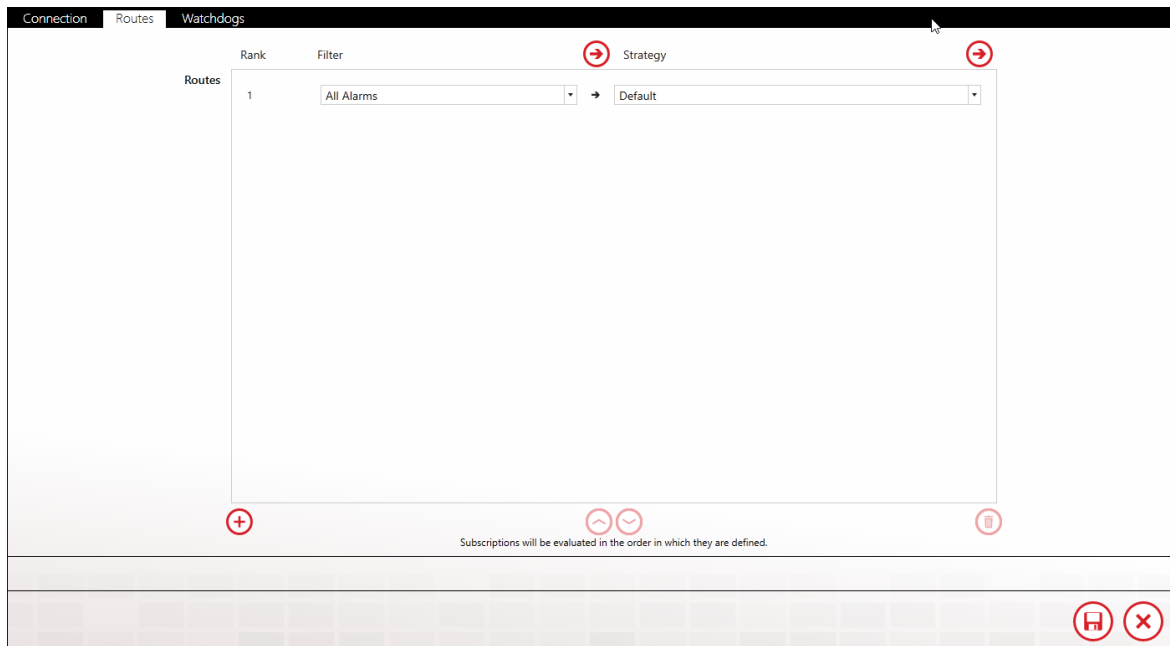 Connection Routes Watchdogs
Rank Filter Strategy
Routes
1 All Alarms Default
Subscriptions will be evaluated in the order in which they are defined.